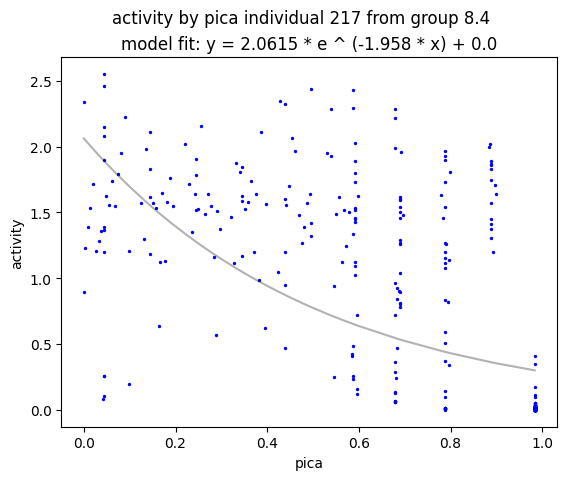 activity by pica individual 217 from group 8.4
model fit: y = 2.0615 * e ^ (-1.958 * x) + 0.0
2.5
2.0
1.5
1.0
0.5
0.0
activity
0.0 0.2 0.4 0.6 0.8 1.0
pica